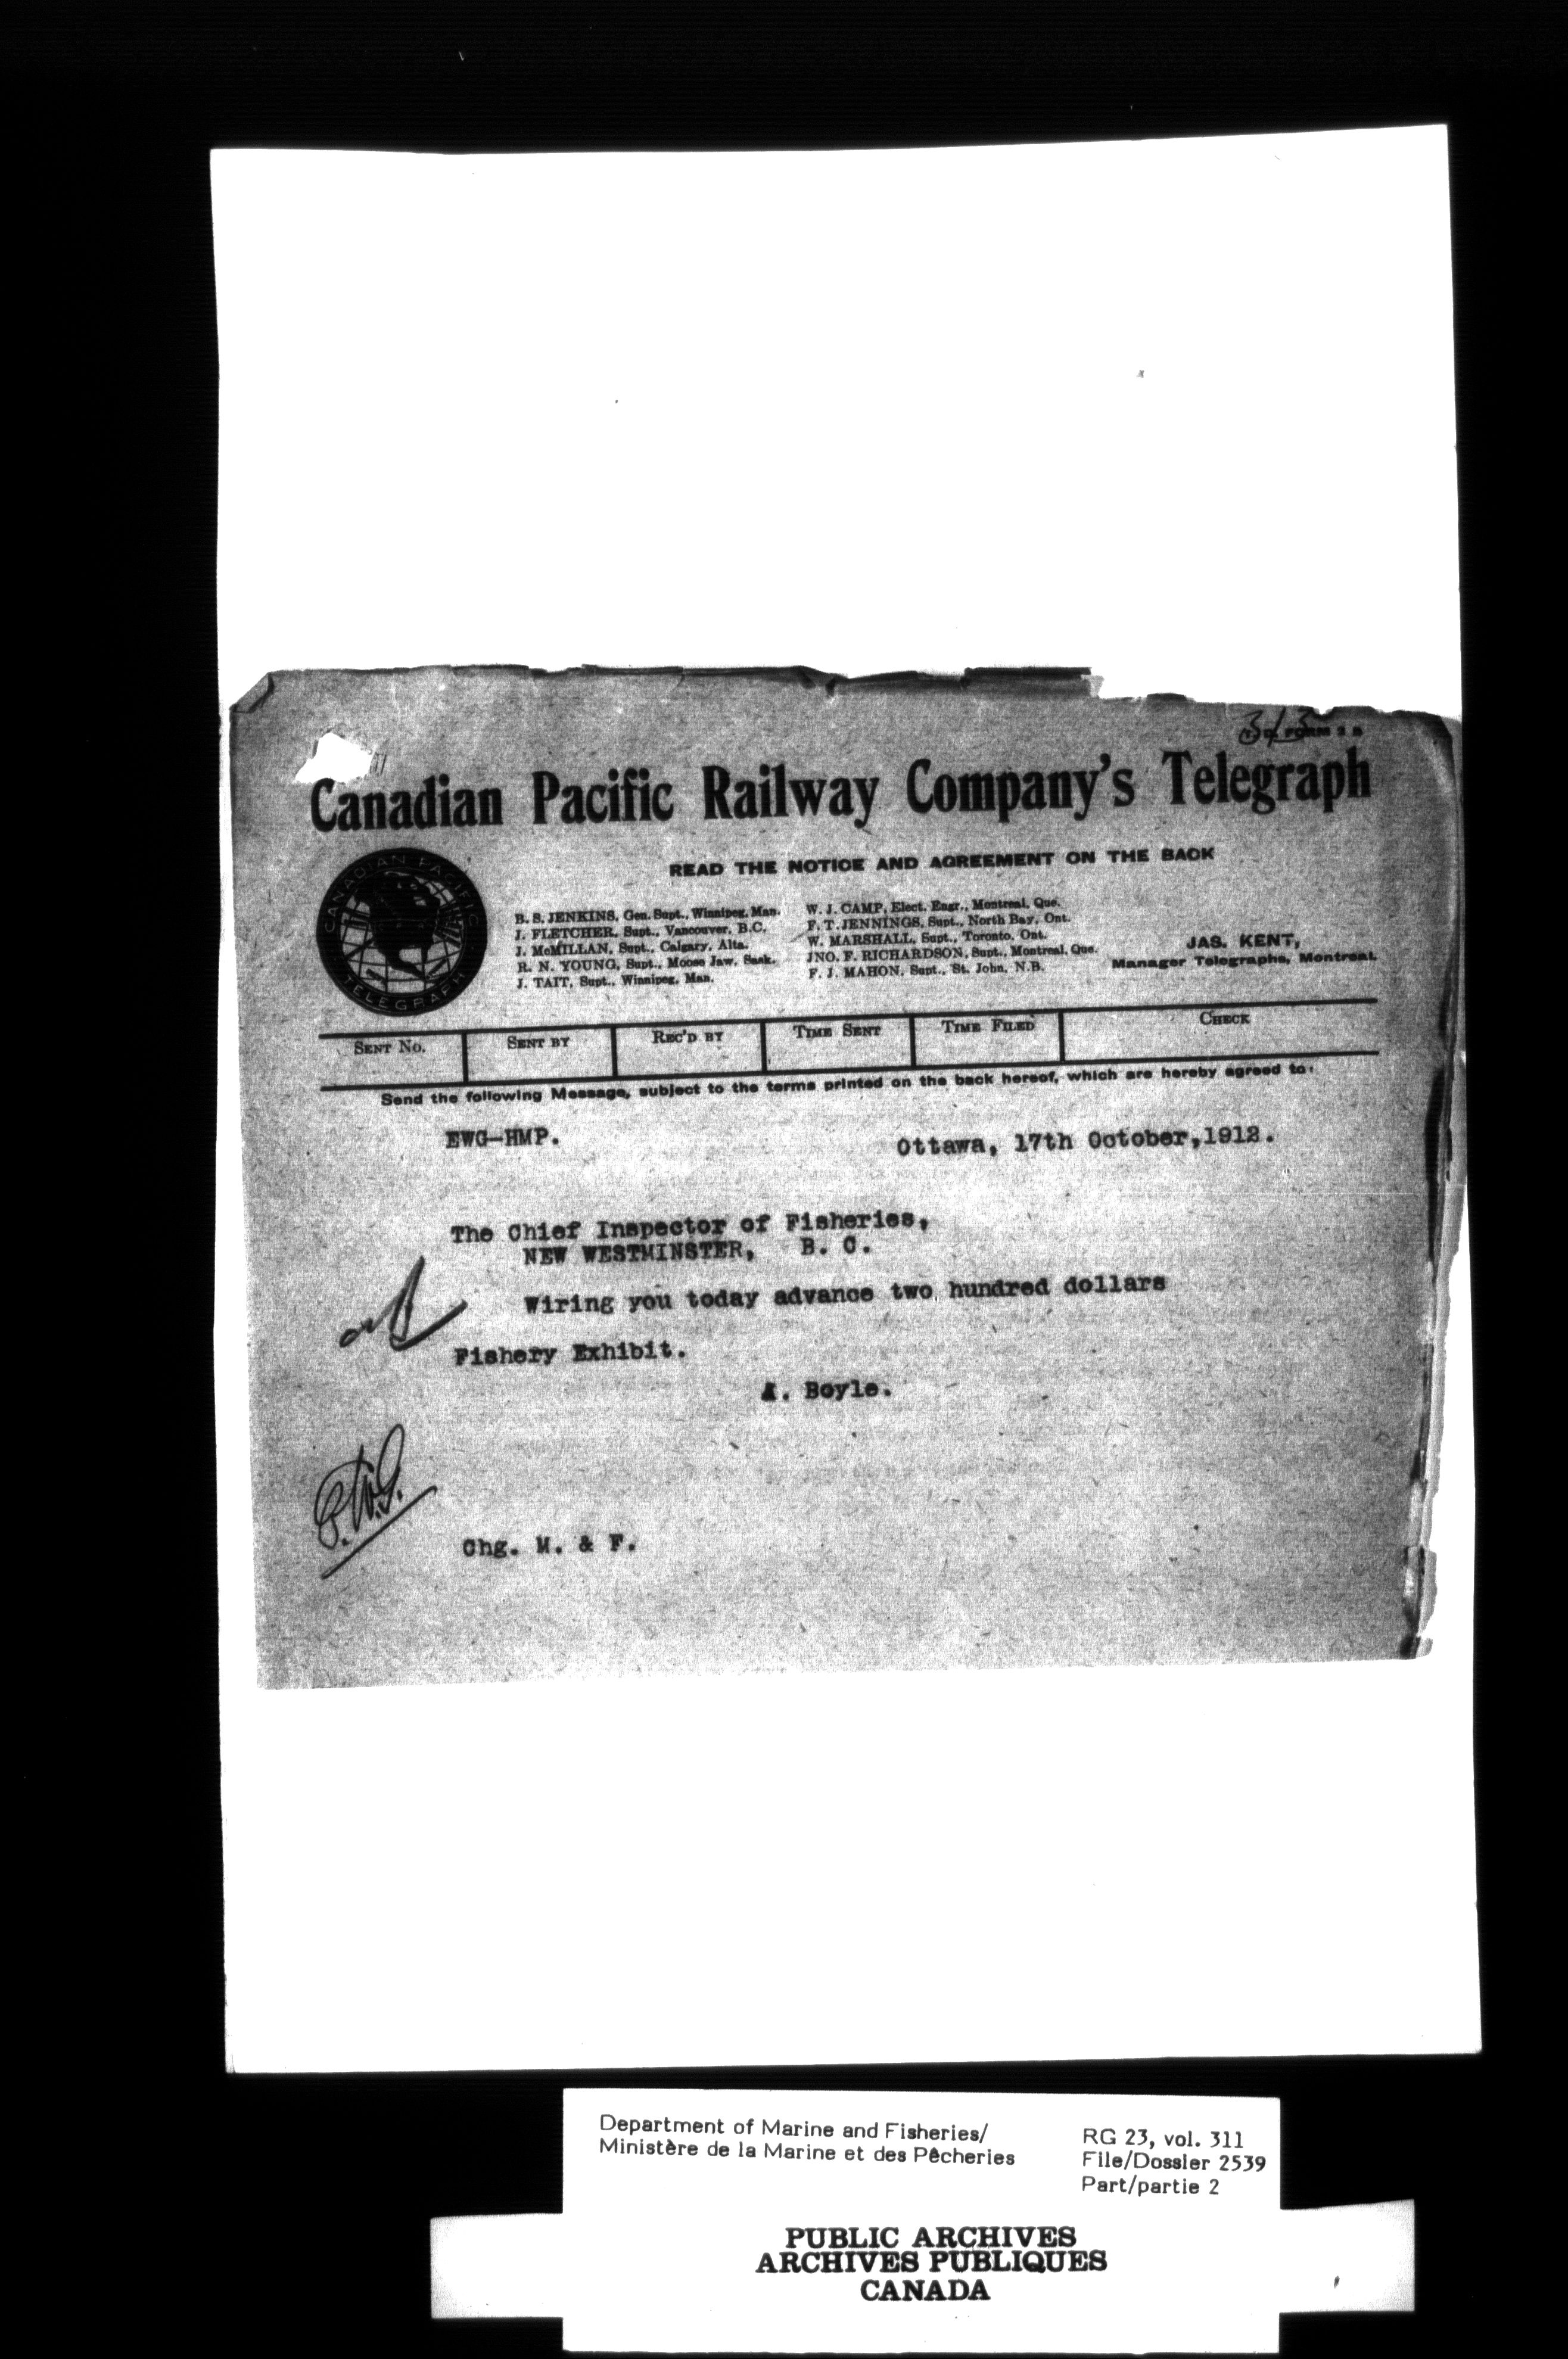 315
T. D. FORM 2 B
Canadian Pacific Railway Company's Telegraph
CANADIAN PACIFIC
TELEGRAPH
READ THE NOTICE AND AGREEMENT ON THE BACK
B. S. JENKINS, Gen. Supt., Winnipeg, Man.
J. FLETCHER, Supt., Vancouver, B.C.
J. McMILLAN, Supt., Calgary, Alta.
R. N. YOUNG, Supt., Moose Jaw, Sask.
J. TAIT, Supt., Winnipeg, Man.
W. J. CAMP, Elect. Engr., Montreal, Que.
F. T. JENNINGS, Supt., North Bay, Ont.
W. MARSHALL, Supt., Toronto, Ont.
JNO. F. RICHARDSON, Supt., Montreal, Que.
F. J. MAHON, Supt., St. John, N.B.
JAS. KENT,
Manager Telegraphs, Montreal.
SENT NO. SENT BY REC'D BY TIME SENT TIME FILED CHECK
Send the following Message, subject to the terms printed on the back hereof, which are hereby agreed to:
EWG-HMP. Ottawa, 17th October,1912.
The Chief Inspector of Fisheries,
NEW WESTMINSTER, B. C.
Wiring you today advance two hundred dollars
Fishery Exhibit.
A. Boyle.
E.W.G.
Chg. M. & F.
Department of Marine and Fisheries/
Ministère de la Marine et des Pêcheries
RG 23, vol. 311
File/Dossier 2539
Part/partie 2
PUBLIC ARCHIVES
ARCHIVES PUBLIQUES
CANADA